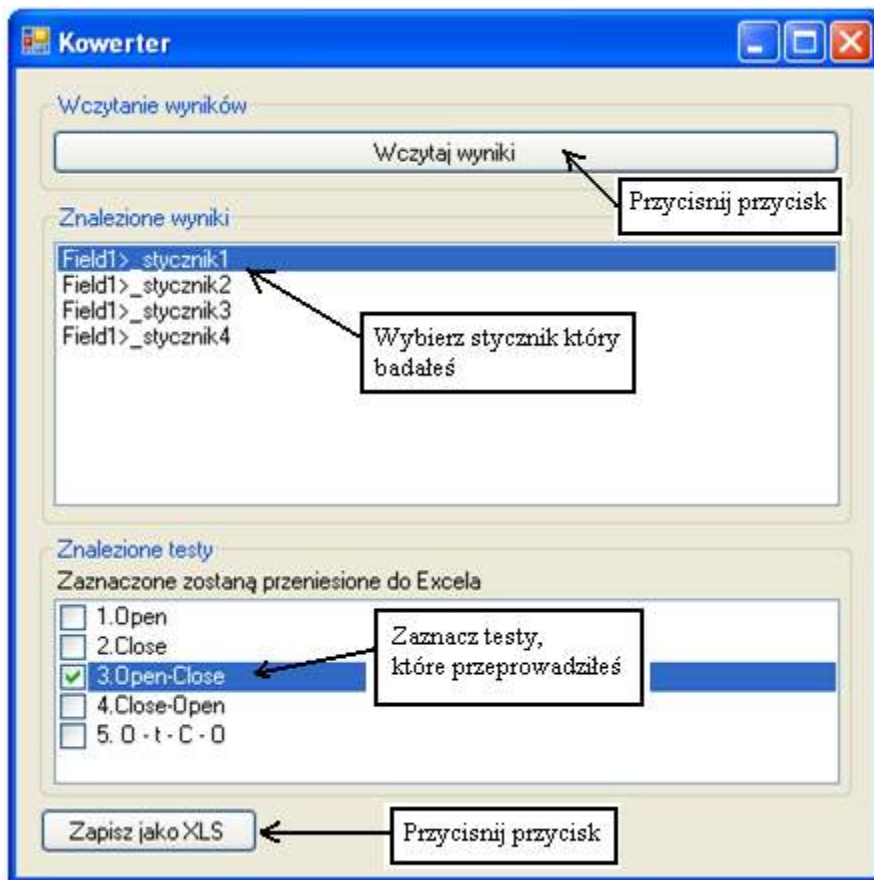 Kowerter
Wczytanie wyników
Wczytaj wyniki
Przycisnij przycisk
Znalezione wyniki
Field1>_stycznik1
Field1>_stycznik2
Field1>_stycznik3
Field1>_stycznik4
Wybierz stycznik który
badałeś
Znalezione testy
Zaznaczone zostaną przeniesione do Excela
1.Open
2.Close
3.Open-Close
4.Close-Open
5. O - t - C - O
Zaznacz testy,
które przeprowadziłeś
Zapisz jako XLS
Przycisnij przycisk